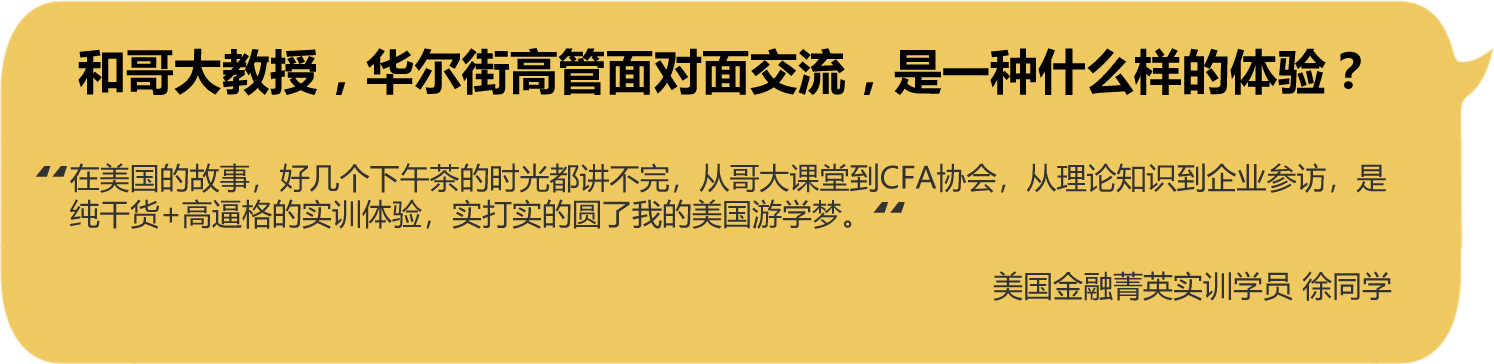 和哥大教授，华尔街高管面对面交流，是一种什么样的体验？
“在美国的故事，好几个下午茶的时光都讲不完，从哥大课堂到CFA协会，从理论知识到企业参访，是
纯干货+高逼格的实训体验，实打实的圆了我的美国游学梦。“
美国金融菁英实训学员 徐同学